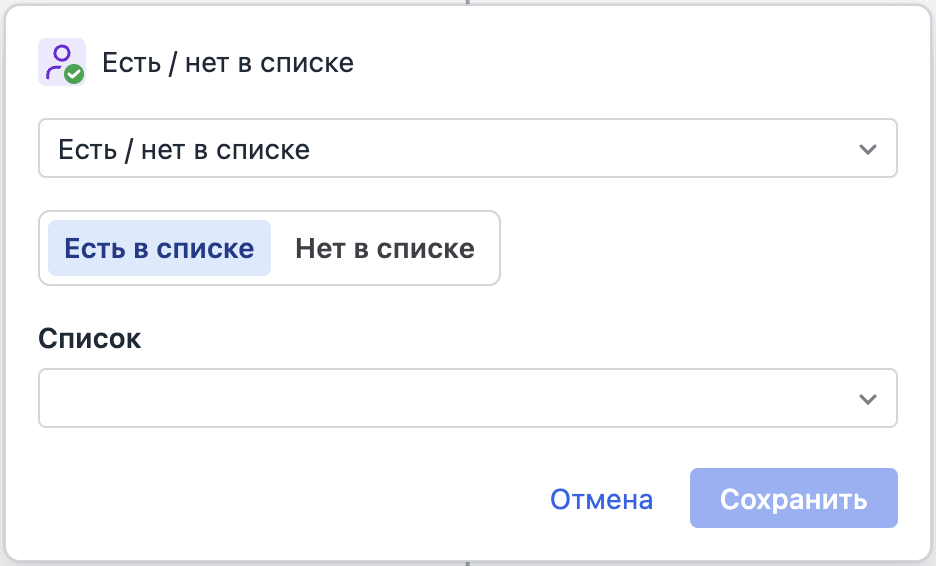 Есть / нет в списке
Есть / нет в списке
Есть в списке Нет в списке
Список
Отмена Сохранить